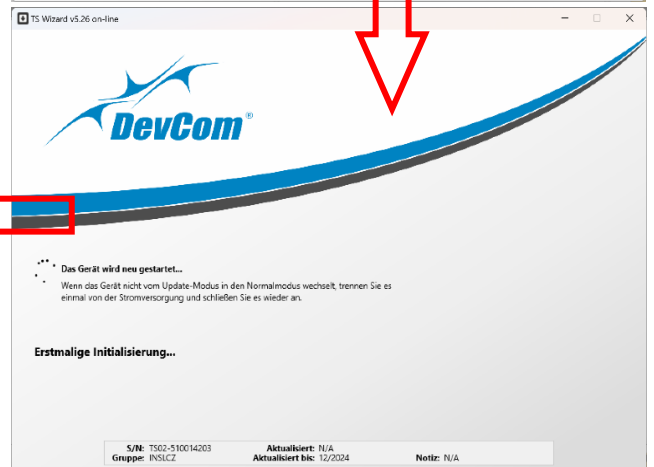 TS Wizard v5.26 on-line
DevCom®
Das Gerät wird neu gestartet...
Wenn das Gerät nicht vom Update-Modus in den Normalmodus wechselt, trennen Sie es
einmal von der Stromversorgung und schließen Sie es wieder an.
Erstmalige Initialisierung...
S/N: TS02-510014203 Aktualisiert: N/A
Gruppe: INSLCZ Aktualisiert bis: 12/2024 Notiz: N/A